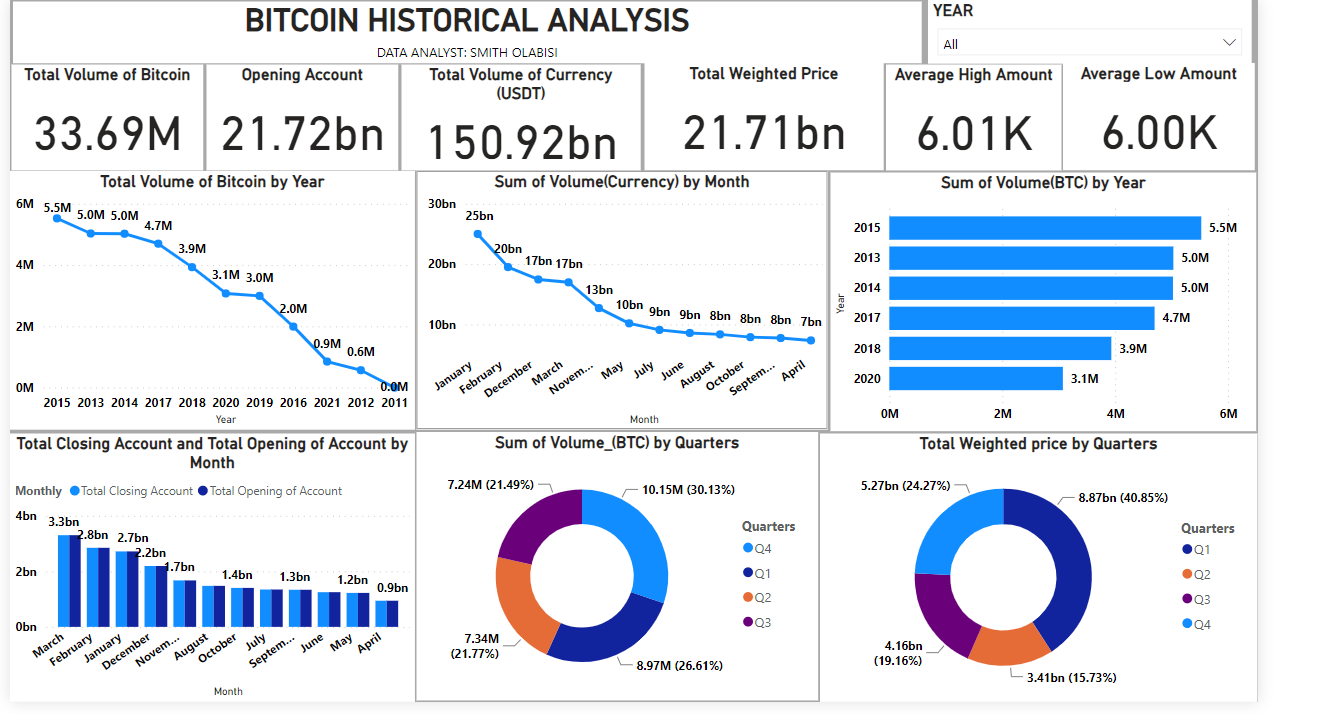 BITCOIN HISTORICAL ANALYSIS
DATA ANALYST: SMITH OLABISI
YEAR
All
Total Volume of Bitcoin
33.69M
Opening Account
21.72bn
Total Volume of Currency
(USDT)
150.92bn
Total Weighted Price
21.71bn
Average High Amount
6.01K
Average Low Amount
6.00K
Total Volume of Bitcoin by Year
6M
4M
2M
0M
5.5M
5.0M
5.0M
4.7M
3.9M
3.1M
3.0M
2.0M
0.9M
0.6M
0.0M
2015 2013 2014 2017 2018 2020 2019 2016 2021 2012 2011
Year
Sum of Volume(Currency) by Month
30bn
20bn
10bn
25bn
20bn
17bn
17bn
13bn
10bn
9bn
9bn
8bn
8bn
8bn
7bn
January
February
December
March
Novem...
May
July
June
August
October
Septem...
April
Month
Sum of Volume(BTC) by Year
Year
2015 5.5M
2013 5.0M
2014 5.0M
2017 4.7M
2018 3.9M
2020 3.1M
0M 2M 4M 6M
Total Closing Account and Total Opening of Account by
Month
Monthly Total Closing Account Total Opening of Account
4bn
2bn
0bn
3.3bn
2.8bn
2.7bn
2.2bn
1.7bn
1.4bn
1.3bn
1.2bn
0.9bn
March
February
January
December
Novem...
August
October
July
Septem...
June
May
April
Month
Sum of Volume_(BTC) by Quarters
7.24M (21.49%)
10.15M (30.13%)
7.34M
(21.77%)
8.97M (26.61%)
Quarters
Q4
Q1
Q2
Q3
Total Weighted price by Quarters
5.27bn (24.27%)
8.87bn (40.85%)
4.16bn
(19.16%)
3.41bn (15.73%)
Quarters
Q1
Q2
Q3
Q4